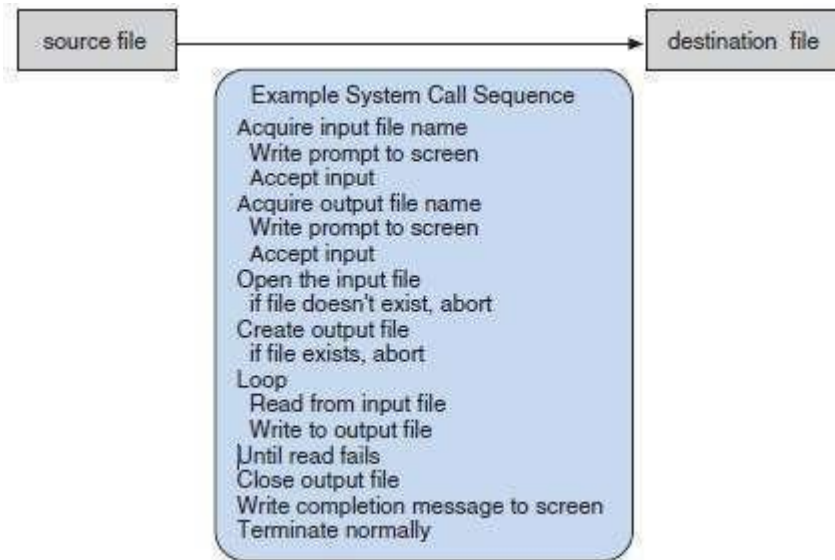 source file
destination file
Example System Call Sequence
Acquire input file name
Write prompt to screen
Accept input
Acquire output file name
Write prompt to screen
Accept input
Open the input file
if file doesn't exist, abort
Create output file
if file exists, abort
Loop
Read from input file
Write to output file
Until read fails
Close output file
Write completion message to screen
Terminate normally